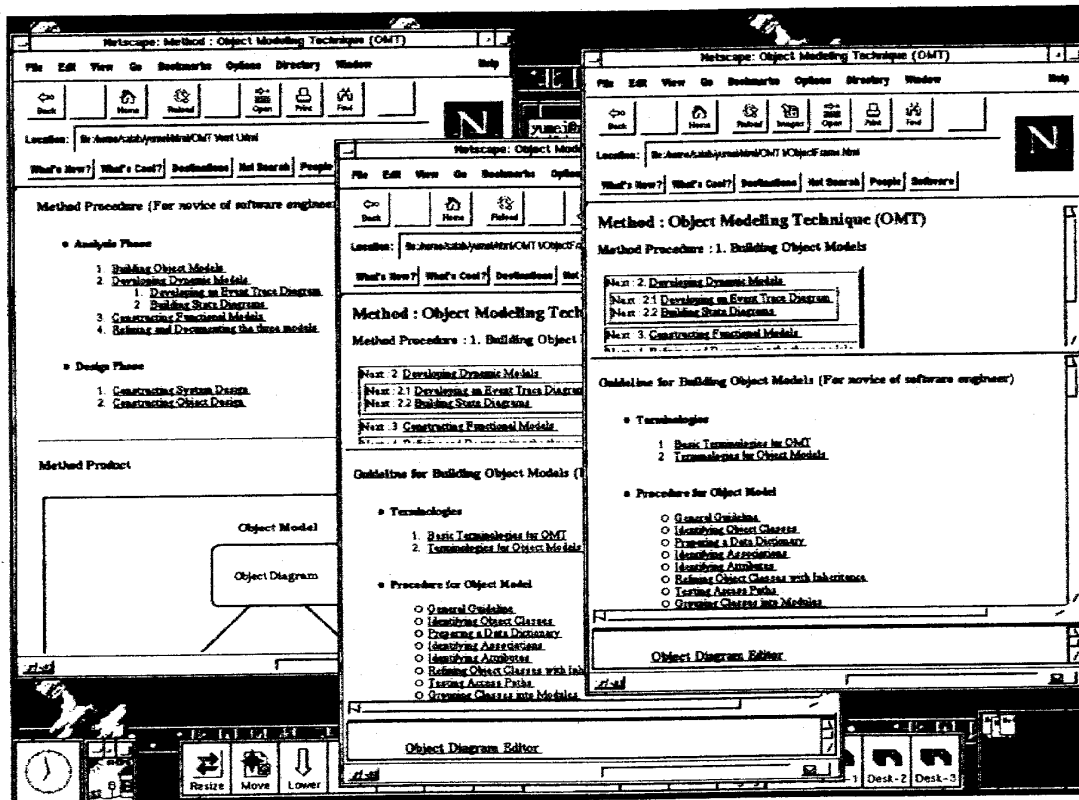 Netscape: Method : Object Modeling Technique (OMT)
File Edit View Go Bookmarks Options Directory Window Help
Back Home Reload Open Print Find
N
Location:
What's New? What's Cool? Destinations Net Search People
Method Procedure (For novice of software engineer
Analysis Phase
1 Building Object Models
2 Developing Dynamic Models
1. Developing an Event Trace Diagram
2 Building State Diagrams
3 Constructing Functional Models
4. Refining and Documenting the three models
Design Phase
1. Constructing System Design
2. Constructing Object Design
Method Product
Object Model
Object Diagram
yumei@
Netscape: Object Mod
File Edit View Go Bookmarks Options
Back Home Reload
Location:
What's New? What's Cool? Destinations Net
Method : Object Modeling Tech
Method Procedure : 1. Building Object
Next : 2 Developing Dynamic Models
Next : 2.1 Developing an Event Trace Diagram
Next : 2.2 Building State Diagrams
Next : 3 Constructing Functional Models
Guideline for Building Object Models (
Terminologies
1. Basic Terminologies for OMT
2. Terminologies for Object Models
Procedure for Object Model
General Guideline
Identifying Object Classes
Preparing a Data Dictionary
Identifying Associations
Identifying Attributes
Refining Object Classes with Inh
Testing Access Paths
Grouping Classes into Modules
Object Diagram Editor
Netscape: Object Modeling Technique (OMT)
File Edit View Go Bookmarks Options Directory Window Help
Back Home Reload Images Open Print Find
N
Location:
What's New? What's Cool? Destinations Net Search People Software
Method : Object Modeling Technique (OMT)
Method Procedure : 1. Building Object Models
Next : 2. Developing Dynamic Models
Next : 2.1 Developing an Event Trace Diagram
Next : 2.2 Building State Diagrams
Next : 3. Constructing Functional Models
Guideline for Building Object Models (For novice of software engineer)
Terminologies
1 Basic Terminologies for OMT
2 Terminologies for Object Models
Procedure for Object Model
General Guideline
Identifying Object Classes
Preparing a Data Dictionary
Identifying Associations
Identifying Attributes
Refining Object Classes with Inheritance
Testing Access Paths
Grouping Classes into Modules
Object Diagram Editor
Resize Move Lower
-1 Desk-2 Desk-3